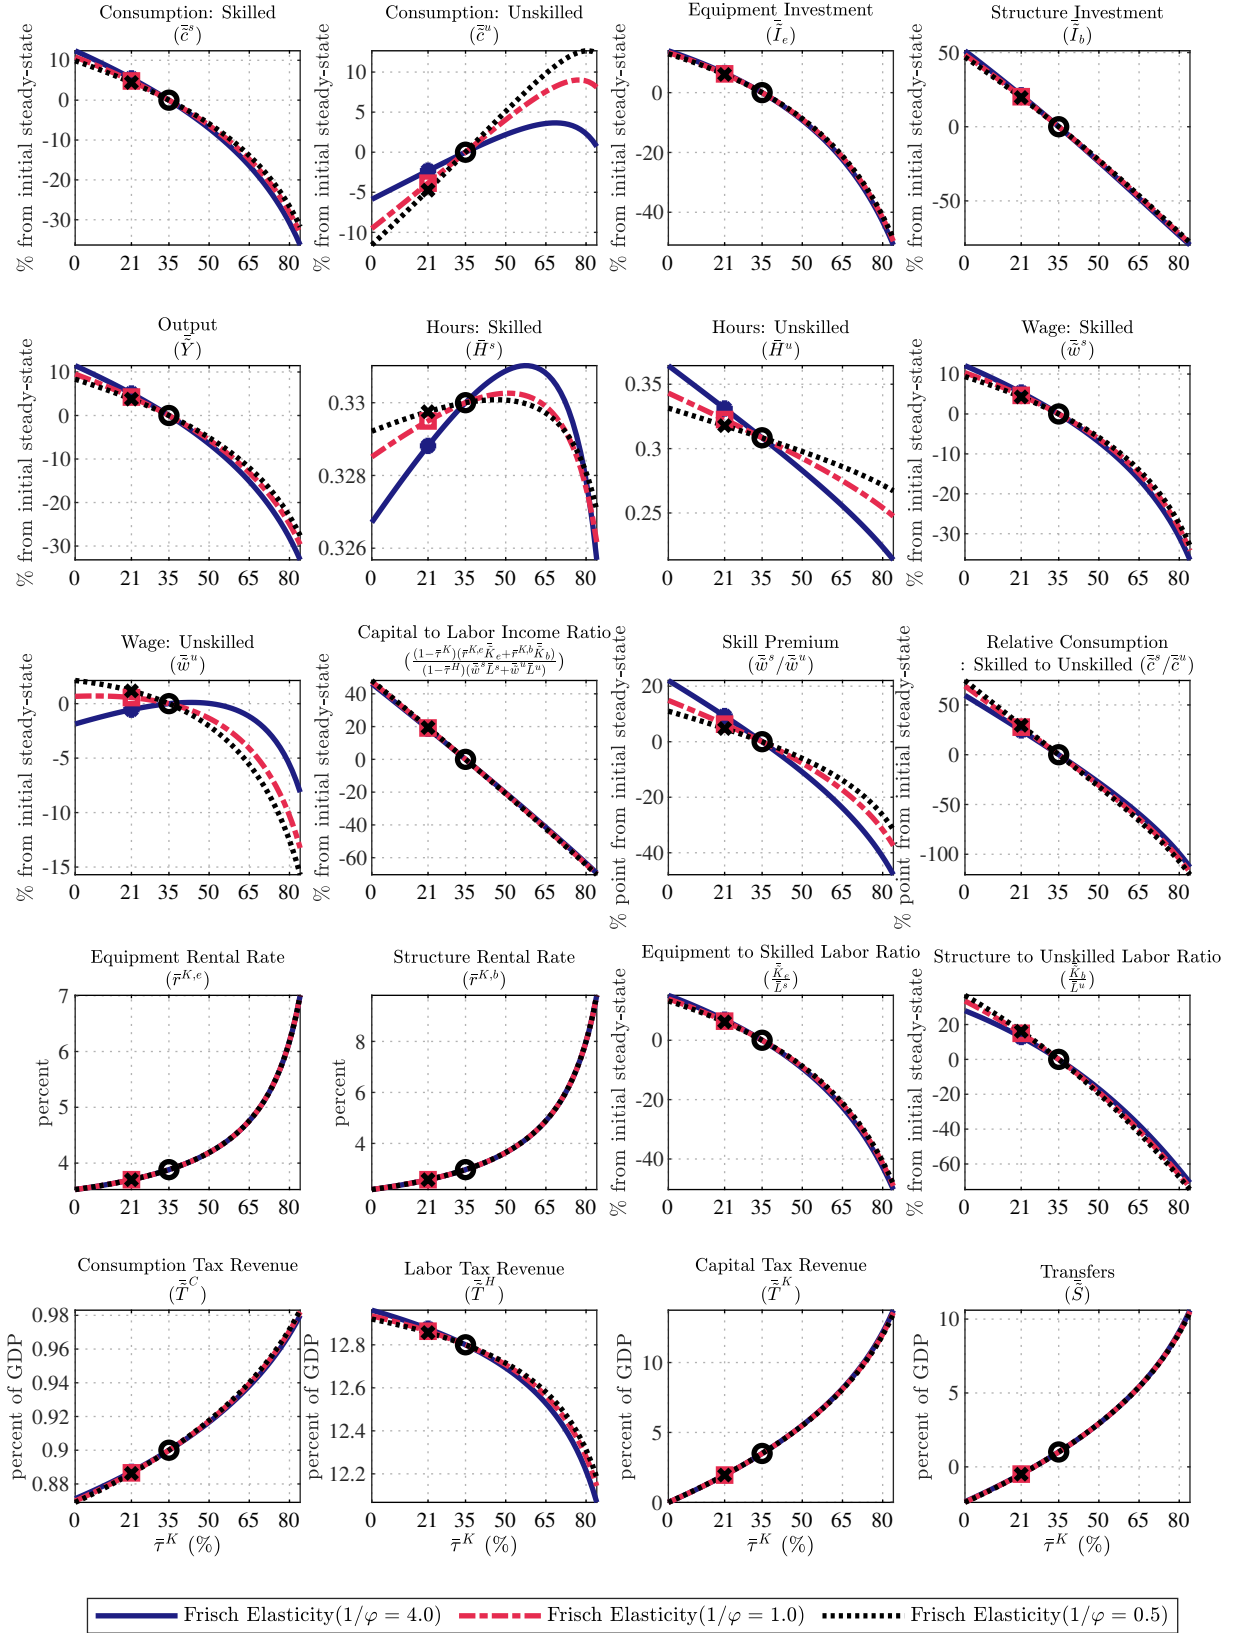 Consumption: Skilled
(c̃̄ˢ)
% from initial steady-state
10
0
-10
-20
-30
0 21 35 50 65 80
Consumption: Unskilled
(c̃̄ᵘ)
% from initial steady-state
10
5
0
-5
-10
0 21 35 50 65 80
Equipment Investment
(Ĩ̄_e)
% from initial steady-state
0
-20
-40
0 21 35 50 65 80
Structure Investment
(Ĩ̄_b)
% from initial steady-state
50
0
-50
0 21 35 50 65 80
Output
(Ỹ̄)
% from initial steady-state
10
0
-10
-20
-30
0 21 35 50 65 80
Hours: Skilled
(H̄ˢ)
0.33
0.328
0.326
0 21 35 50 65 80
Hours: Unskilled
(H̄ᵘ)
0.35
0.3
0.25
0 21 35 50 65 80
Wage: Skilled
(w̃̄ˢ)
% from initial steady-state
10
0
-10
-20
-30
0 21 35 50 65 80
Wage: Unskilled
(w̃̄ᵘ)
% from initial steady-state
0
-5
-10
-15
0 21 35 50 65 80
Capital to Labor Income Ratio
((1−τ̄ᴷ)(r̄^{K,e}K̃̄_e+r̄^{K,b}K̃̄_b)/(1−τ̄ᴴ)(w̃̄ˢL̄ˢ+w̃̄ᵘL̄ᵘ))
% from initial steady-state
40
20
0
-20
-40
-60
0 21 35 50 65 80
Skill Premium
(w̃̄ˢ/w̃̄ᵘ)
% point from initial steady-state
20
0
-20
-40
0 21 35 50 65 80
Relative Consumption
: Skilled to Unskilled (c̃̄ˢ/c̃̄ᵘ)
% point from initial steady-state
50
0
-50
-100
0 21 35 50 65 80
Equipment Rental Rate
(r̄^{K,e})
percent
7
6
5
4
0 21 35 50 65 80
Structure Rental Rate
(r̄^{K,b})
percent
8
6
4
0 21 35 50 65 80
Equipment to Skilled Labor Ratio
(K̃̄_e/L̄ˢ)
% from initial steady-state
0
-20
-40
0 21 35 50 65 80
Structure to Unskilled Labor Ratio
(K̃̄_b/L̄ᵘ)
% from initial steady-state
20
0
-20
-40
-60
0 21 35 50 65 80
Consumption Tax Revenue
(T̃̄ᶜ)
percent of GDP
0.98
0.96
0.94
0.92
0.9
0.88
0 21 35 50 65 80
τ̄ᴷ (%)
Labor Tax Revenue
(T̃̄ᴴ)
percent of GDP
12.8
12.6
12.4
12.2
0 21 35 50 65 80
τ̄ᴷ (%)
Capital Tax Revenue
(T̃̄ᴷ)
percent of GDP
10
5
0
0 21 35 50 65 80
τ̄ᴷ (%)
Transfers
(S̃̄)
percent of GDP
10
5
0
0 21 35 50 65 80
τ̄ᴷ (%)
Frisch Elasticity(1/φ = 4.0) Frisch Elasticity(1/φ = 1.0) Frisch Elasticity(1/φ = 0.5)